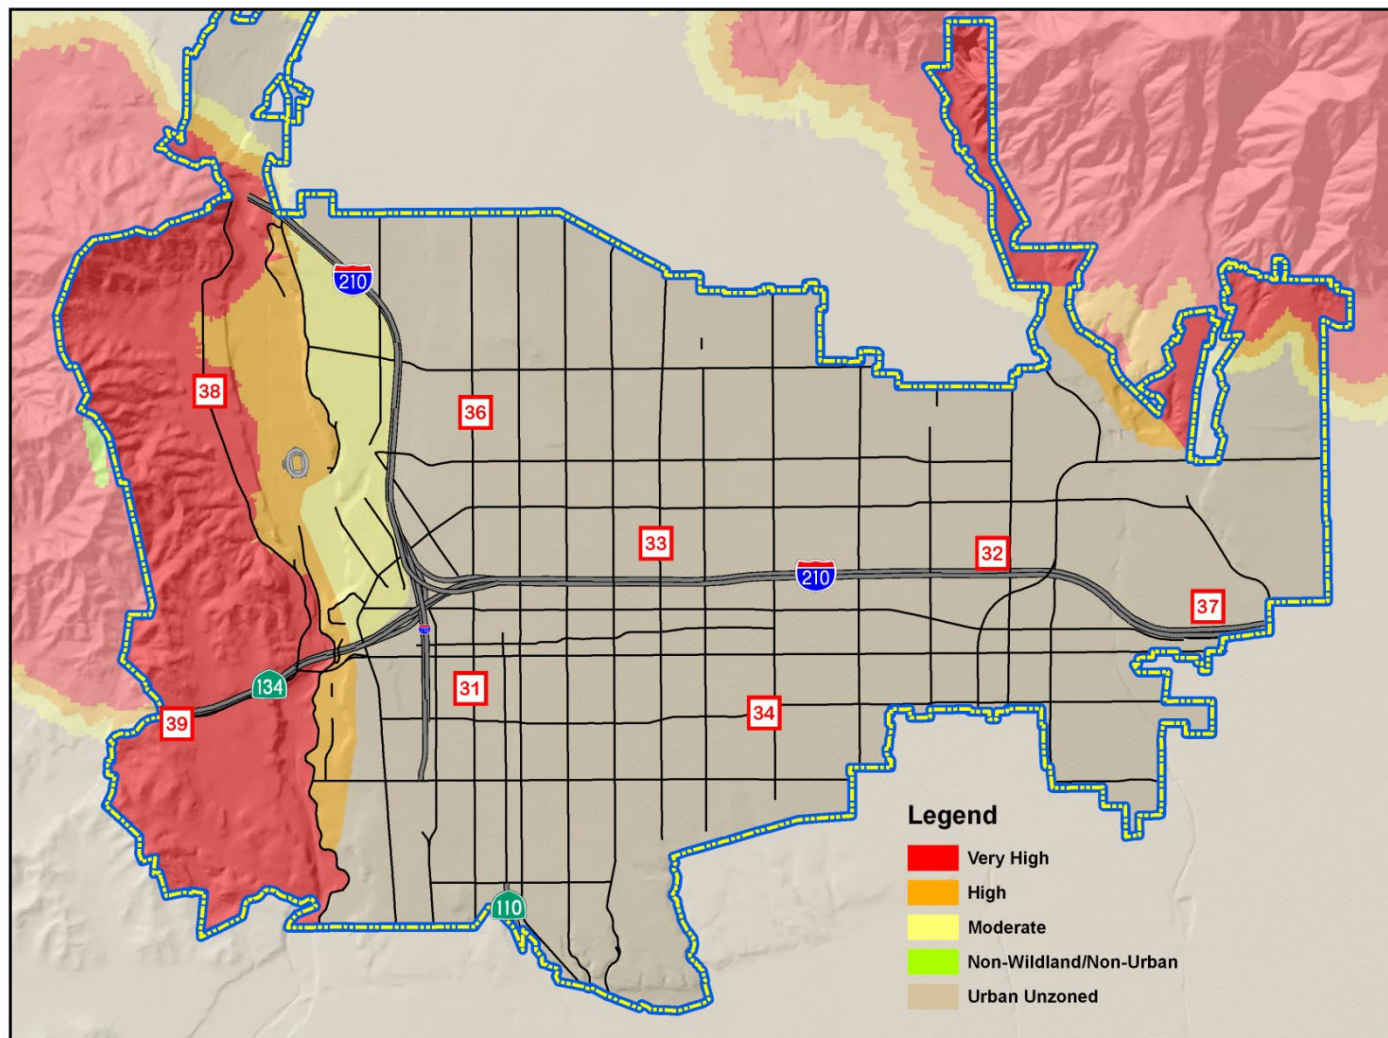 210
38
36
33
32
210
37
134
31
39
34
110
Legend
Very High
High
Moderate
Non-Wildland/Non-Urban
Urban Unzoned